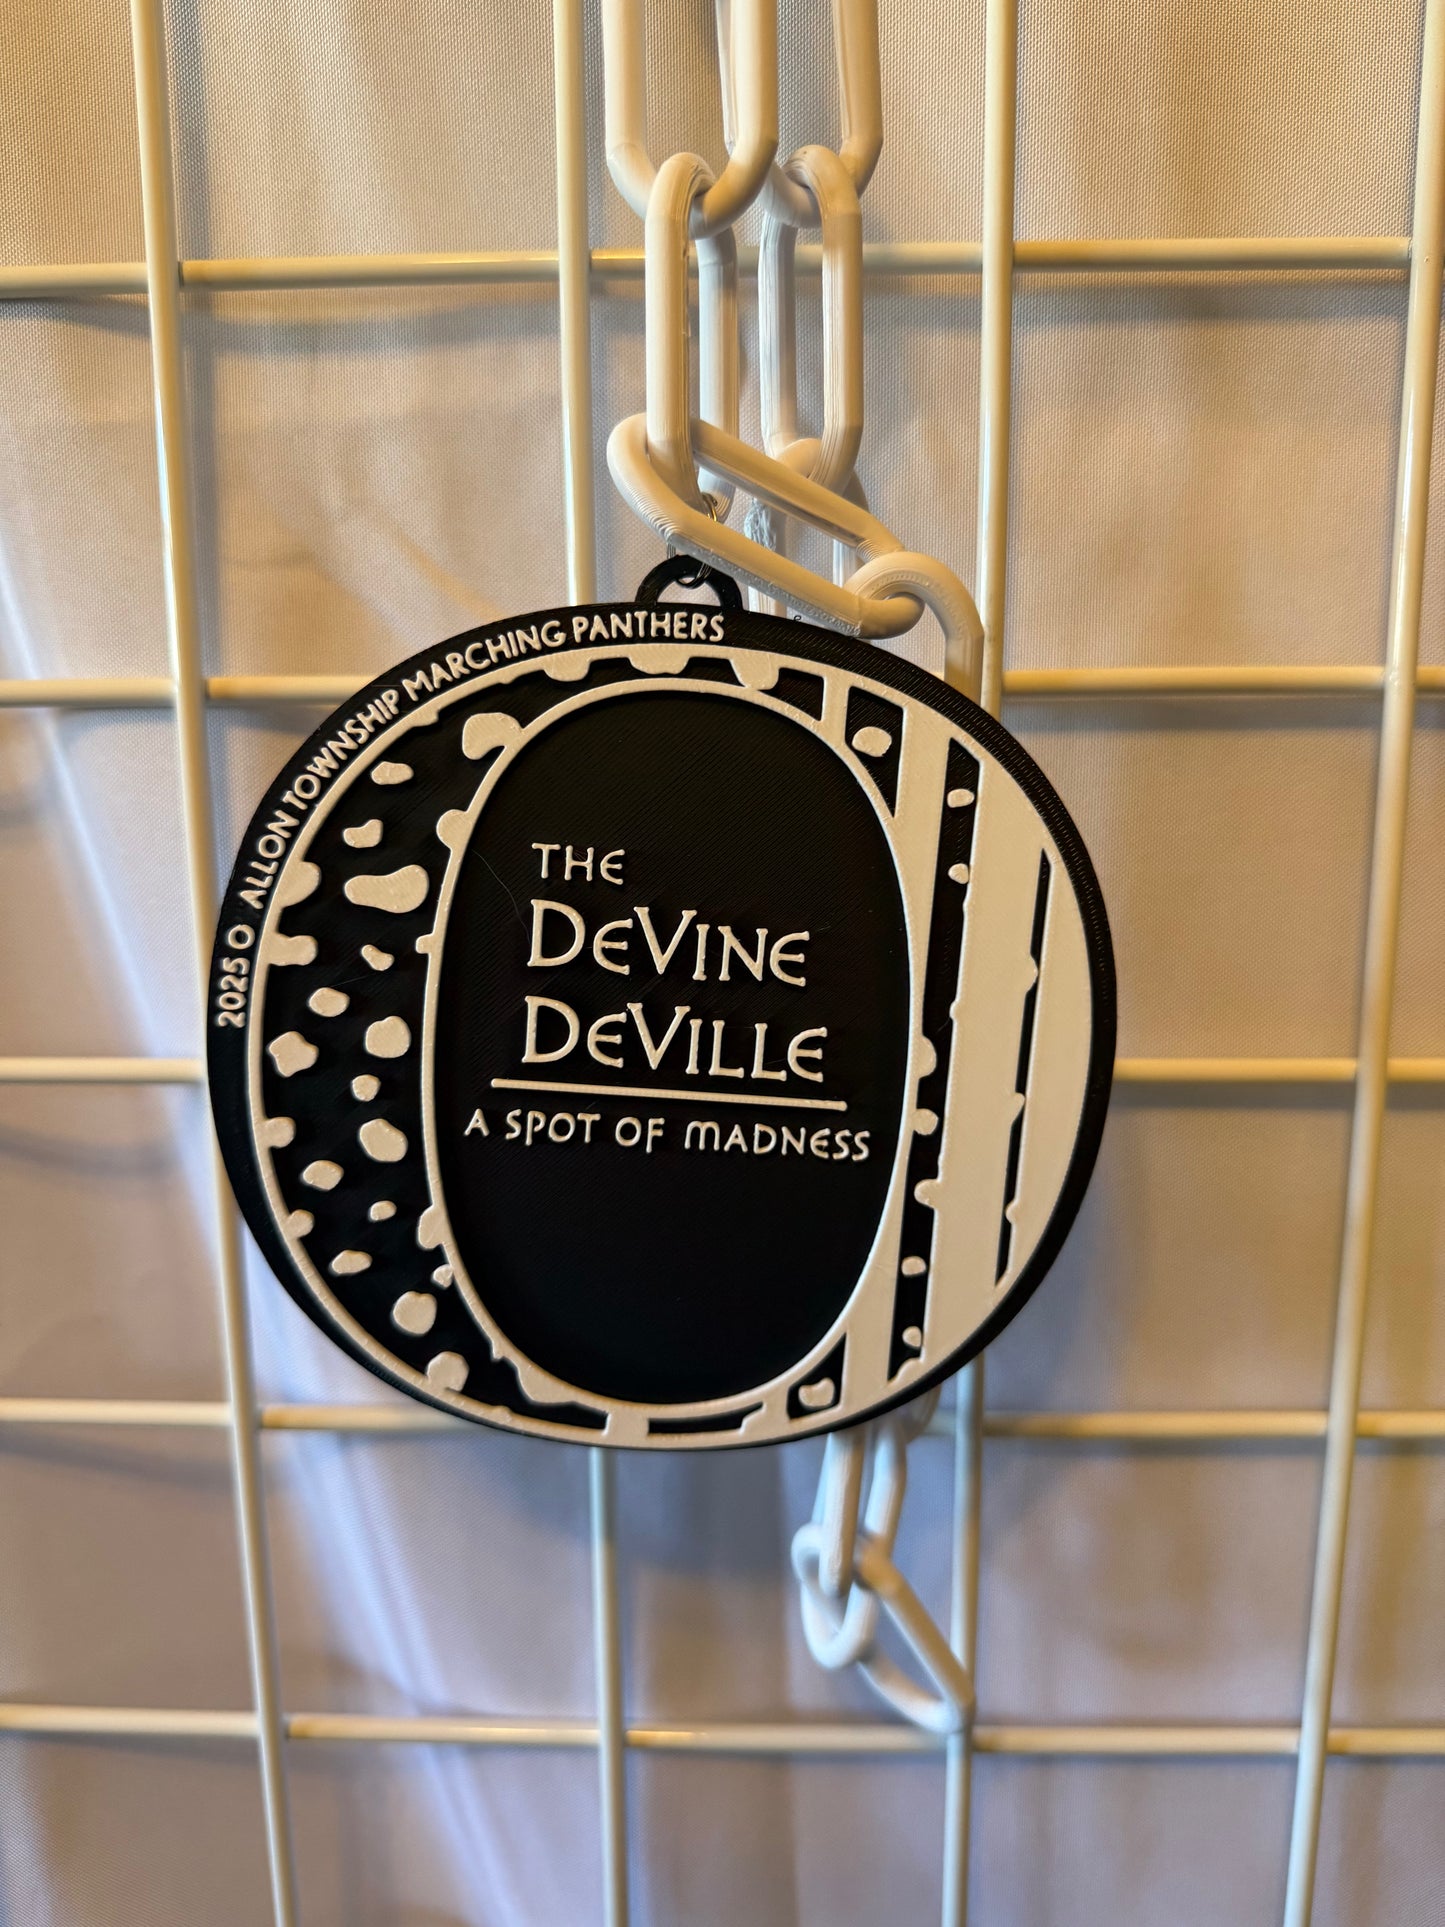 2025 O ALLON TOWNSHIP MARCHING PANTHERS
THE
DEVINE
DEVILLE
A SPOT OF MADNESS